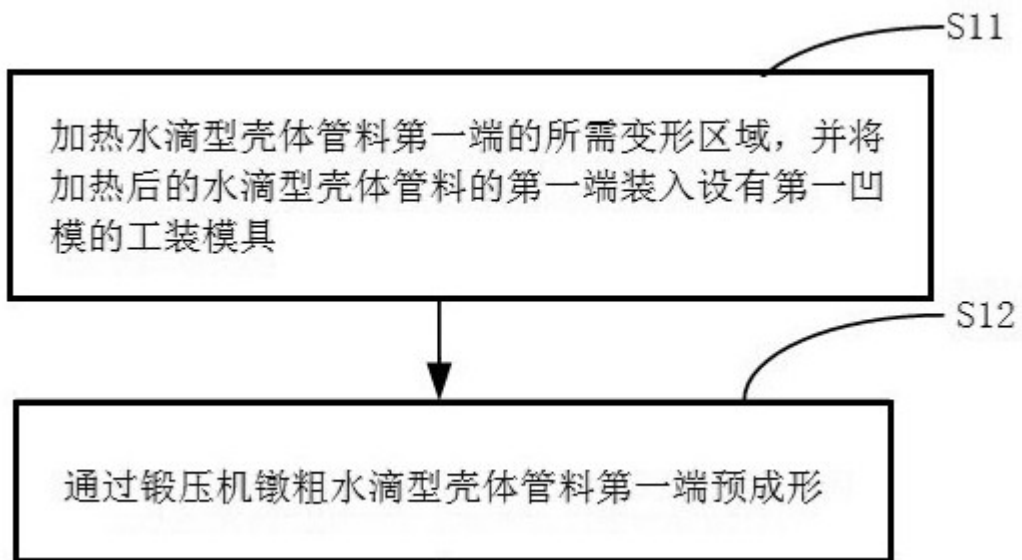 S11
加热水滴型壳体管料第一端的所需变形区域，并将
加热后的水滴型壳体管料的第一端装入设有第一凹
模的工装模具
S12
通过锻压机镦粗水滴型壳体管料第一端预成形